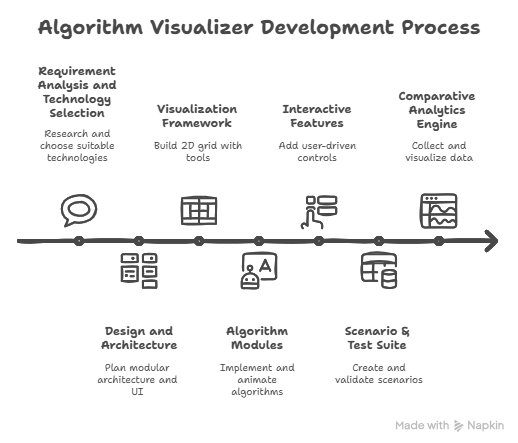 Algorithm Visualizer Development Process
Requirement
Analysis and
Technology
Selection
Research and
choose suitable
technologies
Visualization
Framework
Build 2D grid with
tools
Interactive
Features
Add user-driven
controls
Comparative
Analytics
Engine
Collect and
visualize data
A
Design and
Architecture
Plan modular
architecture and
UI
Algorithm
Modules
Implement and
animate
algorithms
Scenario &
Test Suite
Create and
validate scenarios
Made with Napkin